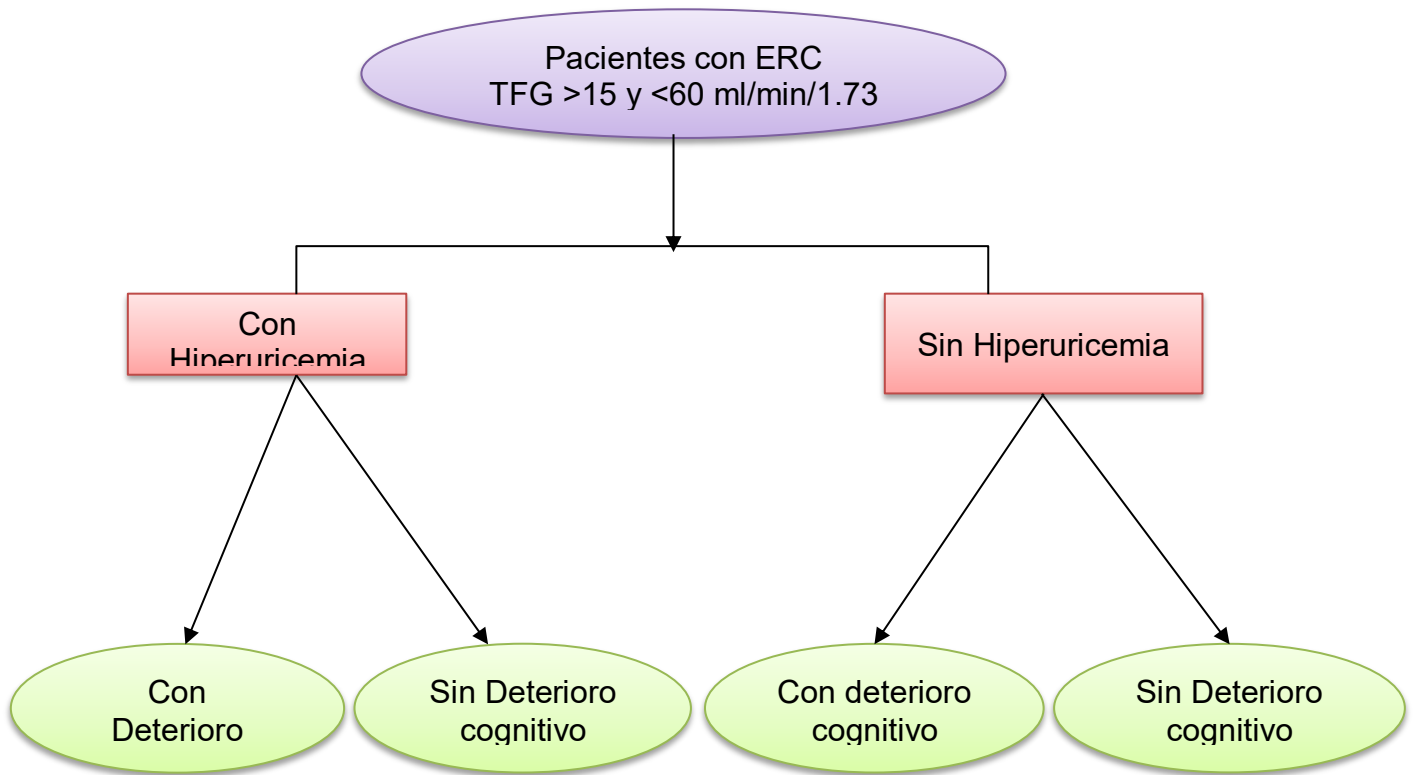 Pacientes con ERC
TFG >15 y <60 ml/min/1.73
Con
Hiperuricemia
Sin Hiperuricemia
Con
Deterioro
Sin Deterioro
cognitivo
Con deterioro
cognitivo
Sin Deterioro
cognitivo